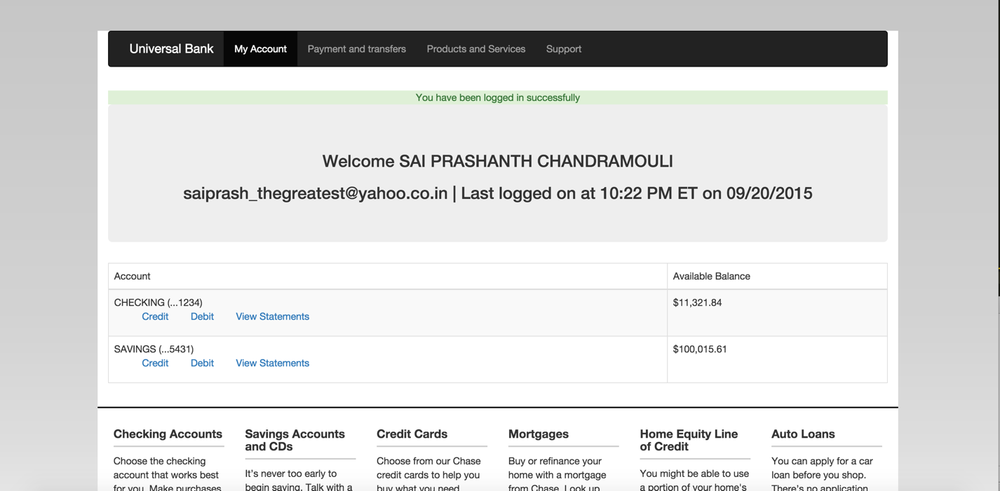 Universal Bank My Account Payment and transfers Products and Services Support
You have been logged in successfully
Welcome SAI PRASHANTH CHANDRAMOULI
saiprash_thegreatest@yahoo.co.in | Last logged on at 10:22 PM ET on 09/20/2015
Account Available Balance
CHECKING (...1234) $11,321.84
Credit Debit View Statements
SAVINGS (...5431) $100,015.61
Credit Debit View Statements
Checking Accounts
Choose the checking
account that works best
for you. Make purchases
Savings Accounts
and CDs
It's never too early to
begin saving. Talk with a
Credit Cards
Choose from our Chase
credit cards to help you
buy what you need.
Mortgages
Buy or refinance your
home with a mortgage
from Chase. Look up
Home Equity Line
of Credit
You might be able to use
a portion of your home's
Auto Loans
You can apply for a car
loan before you shop.
There's no application